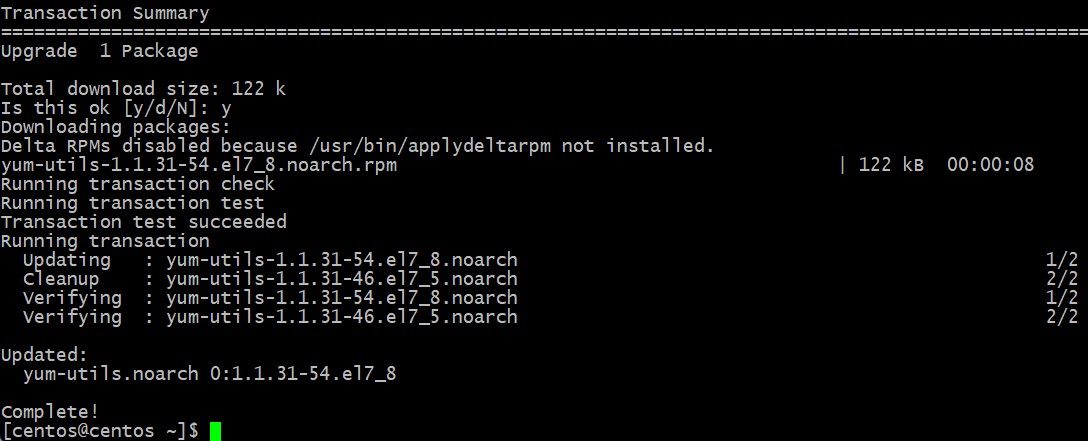 Transaction Summary
================================================================================================
Upgrade  1 Package
Total download size: 122 k
Is this ok [y/d/N]: y
Downloading packages:
Delta RPMs disabled because /usr/bin/applydeltarpm not installed.
yum-utils-1.1.31-54.el7_8.noarch.rpm                                       | 122 kB  00:00:08
Running transaction check
Running transaction test
Transaction test succeeded
Running transaction
  Updating   : yum-utils-1.1.31-54.el7_8.noarch                                              1/2
  Cleanup    : yum-utils-1.1.31-46.el7_5.noarch                                              2/2
  Verifying  : yum-utils-1.1.31-54.el7_8.noarch                                              1/2
  Verifying  : yum-utils-1.1.31-46.el7_5.noarch                                              2/2
Updated:
  yum-utils.noarch 0:1.1.31-54.el7_8
Complete!
[centos@centos ~]$